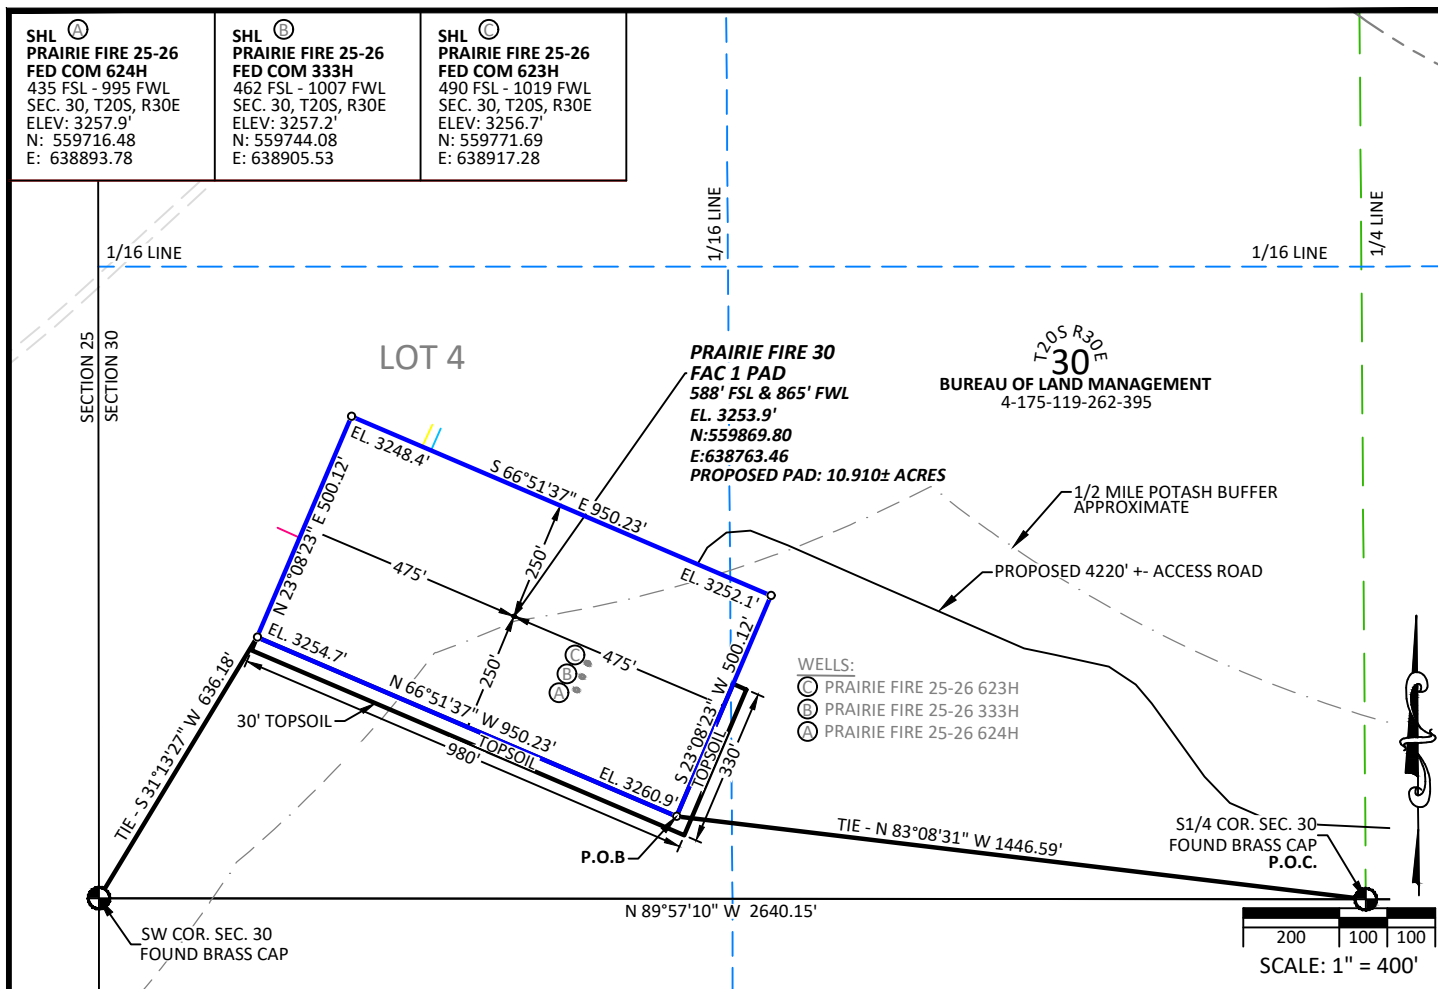 SHL A
PRAIRIE FIRE 25-26
FED COM 624H
435 FSL - 995 FWL
SEC. 30, T20S, R30E
ELEV: 3257.9'
N: 559716.48
E: 638893.78
SHL B
PRAIRIE FIRE 25-26
FED COM 333H
462 FSL - 1007 FWL
SEC. 30, T20S, R30E
ELEV: 3257.2'
N: 559744.08
E: 638905.53
SHL C
PRAIRIE FIRE 25-26
FED COM 623H
490 FSL - 1019 FWL
SEC. 30, T20S, R30E
ELEV: 3256.7'
N: 559771.69
E: 638917.28
1/16 LINE
1/16 LINE
1/16 LINE
1/4 LINE
SECTION 25
SECTION 30
LOT 4
PRAIRIE FIRE 30
FAC 1 PAD
588' FSL & 865' FWL
EL. 3253.9'
N:559869.80
E:638763.46
PROPOSED PAD: 10.910± ACRES
T20S R30E
30
BUREAU OF LAND MANAGEMENT
4-175-119-262-395
1/2 MILE POTASH BUFFER
APPROXIMATE
PROPOSED 4220' +- ACCESS ROAD
EL. 3248.4'
S 66°51'37" E 950.23'
N 23°08'23" E 500.12'
475'
250'
EL. 3252.1'
EL. 3254.7'
475'
250'
C
B
A
S 23°08'23" W 500.12'
N 66°51'37" W 950.23'
TOPSOIL
980'
EL. 3260.9'
TOPSOIL
330'
30' TOPSOIL
TIE - S 31°13'27" W 636.18'
WELLS:
C PRAIRIE FIRE 25-26 623H
B PRAIRIE FIRE 25-26 333H
A PRAIRIE FIRE 25-26 624H
P.O.B
TIE - N 83°08'31" W 1446.59'
S1/4 COR. SEC. 30
FOUND BRASS CAP
P.O.C.
N 89°57'10" W 2640.15'
SW COR. SEC. 30
FOUND BRASS CAP
200 100 100
SCALE: 1" = 400'